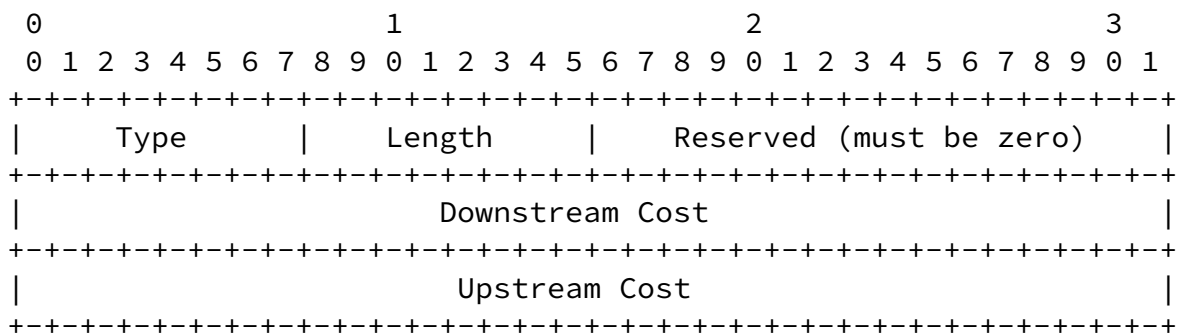 0                   1                   2                   3
0 1 2 3 4 5 6 7 8 9 0 1 2 3 4 5 6 7 8 9 0 1 2 3 4 5 6 7 8 9 0 1
+-+-+-+-+-+-+-+-+-+-+-+-+-+-+-+-+-+-+-+-+-+-+-+-+-+-+-+-+-+-+-+-+
|     Type      |    Length     |    Reserved (must be zero)    |
+-+-+-+-+-+-+-+-+-+-+-+-+-+-+-+-+-+-+-+-+-+-+-+-+-+-+-+-+-+-+-+-+
|                       Downstream Cost                         |
+-+-+-+-+-+-+-+-+-+-+-+-+-+-+-+-+-+-+-+-+-+-+-+-+-+-+-+-+-+-+-+-+
|                        Upstream Cost                          |
+-+-+-+-+-+-+-+-+-+-+-+-+-+-+-+-+-+-+-+-+-+-+-+-+-+-+-+-+-+-+-+-+